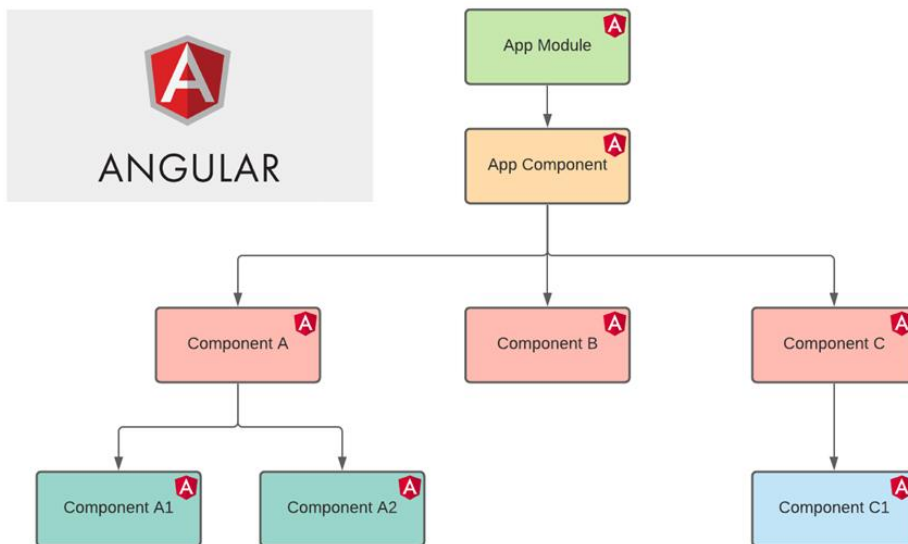 ANGULAR
App Module
App Component
Component A
Component B
Component C
Component A1
Component A2
Component C1